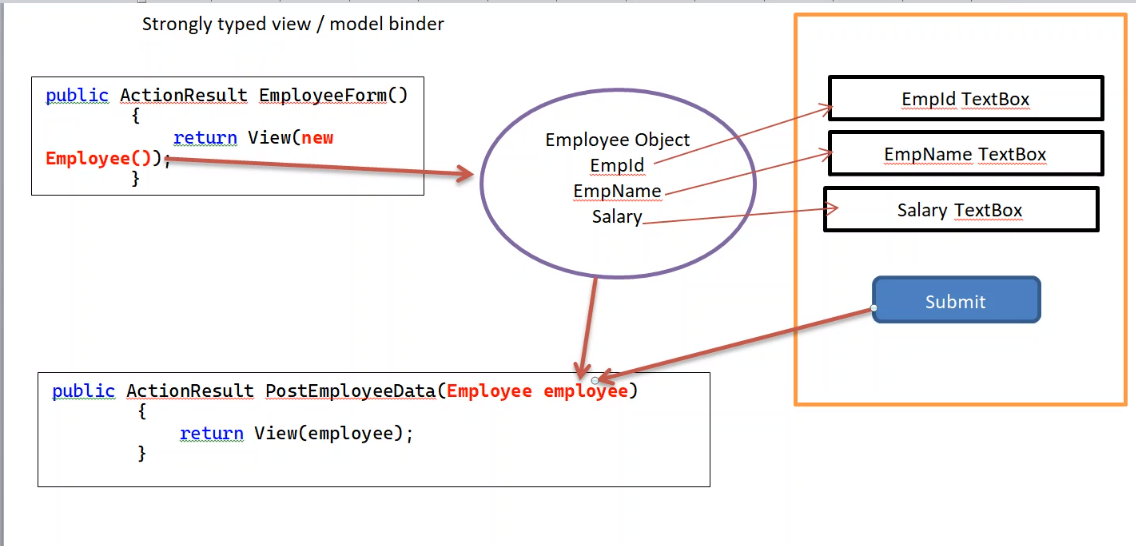 Strongly typed view / model binder
public ActionResult EmployeeForm()
{
return View(new
Employee());
}
Employee Object
EmpId
EmpName
Salary
EmpId TextBox
EmpName TextBox
Salary TextBox
Submit
public ActionResult PostEmployeeData(Employee employee)
{
return View(employee);
}